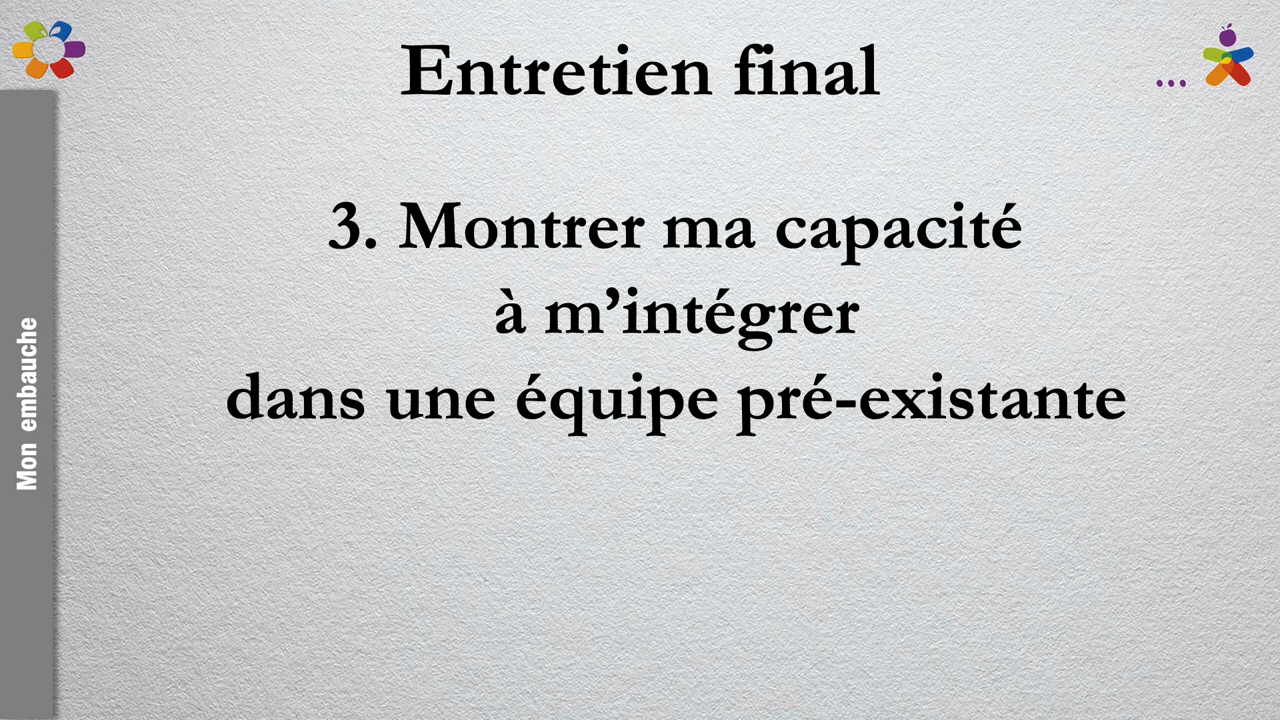 Entretien final
...
3. Montrer ma capacité
à m’intégrer
dans une équipe pré-existante
Mon embauche